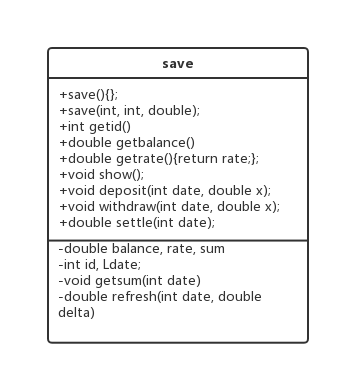 save
+save(){};
+save(int, int, double);
+int getid()
+double getbalance()
+double getrate(){return rate;};
+void show();
+void deposit(int date, double x);
+void withdraw(int date, double x);
+double settle(int date);
-double balance, rate, sum
-int id, Ldate;
-void getsum(int date)
-double refresh(int date, double
delta)